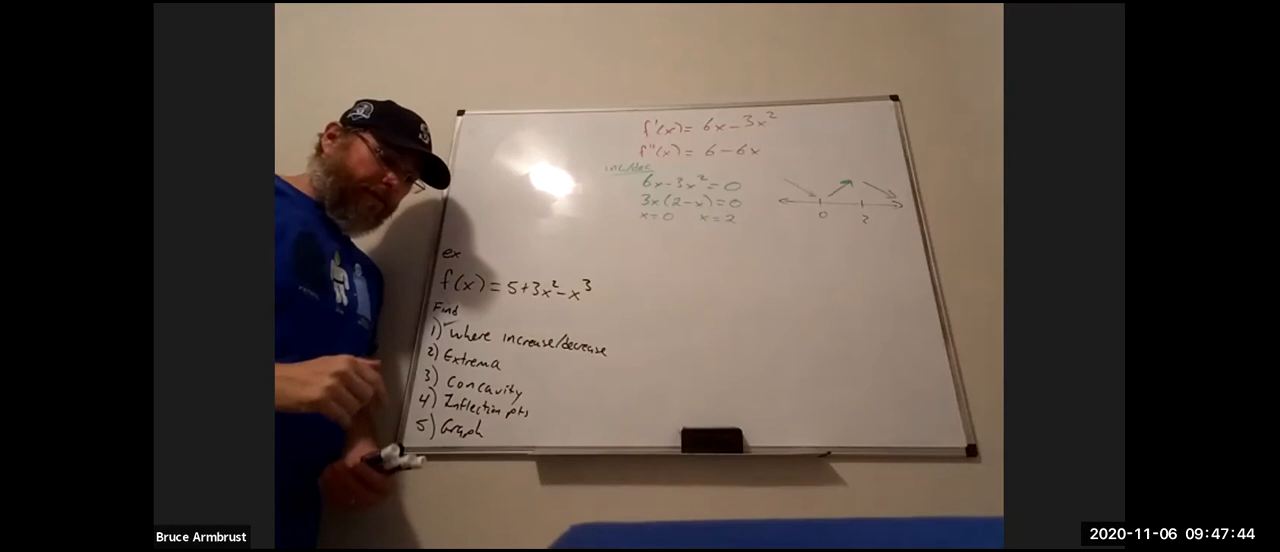 f'(x) = 6x - 3x²
f''(x) = 6 - 6x
inc/dec
6x - 3x² = 0
3x(2 - x) = 0
x = 0 x = 2
0 2
ex
f(x) = 5 + 3x² - x³
Find
1) where increase/decrease
2) Extrema
3) Concavity
4) Inflection pts
5) Graph
S
Bruce Armbrust
2020-11-06 09:47:44